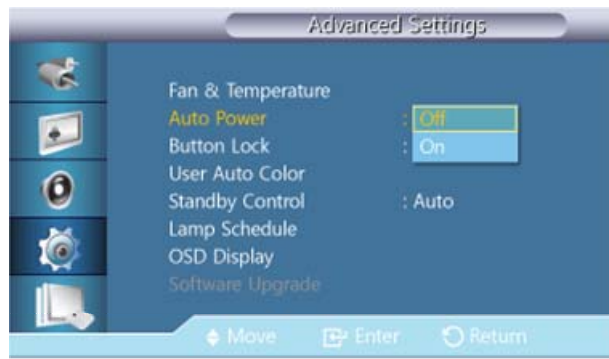 Advanced Settings
Fan & Temperature
Auto Power : Off
Button Lock : On
User Auto Color
Standby Control : Auto
Lamp Schedule
OSD Display
Software Upgrade
Move Enter Return